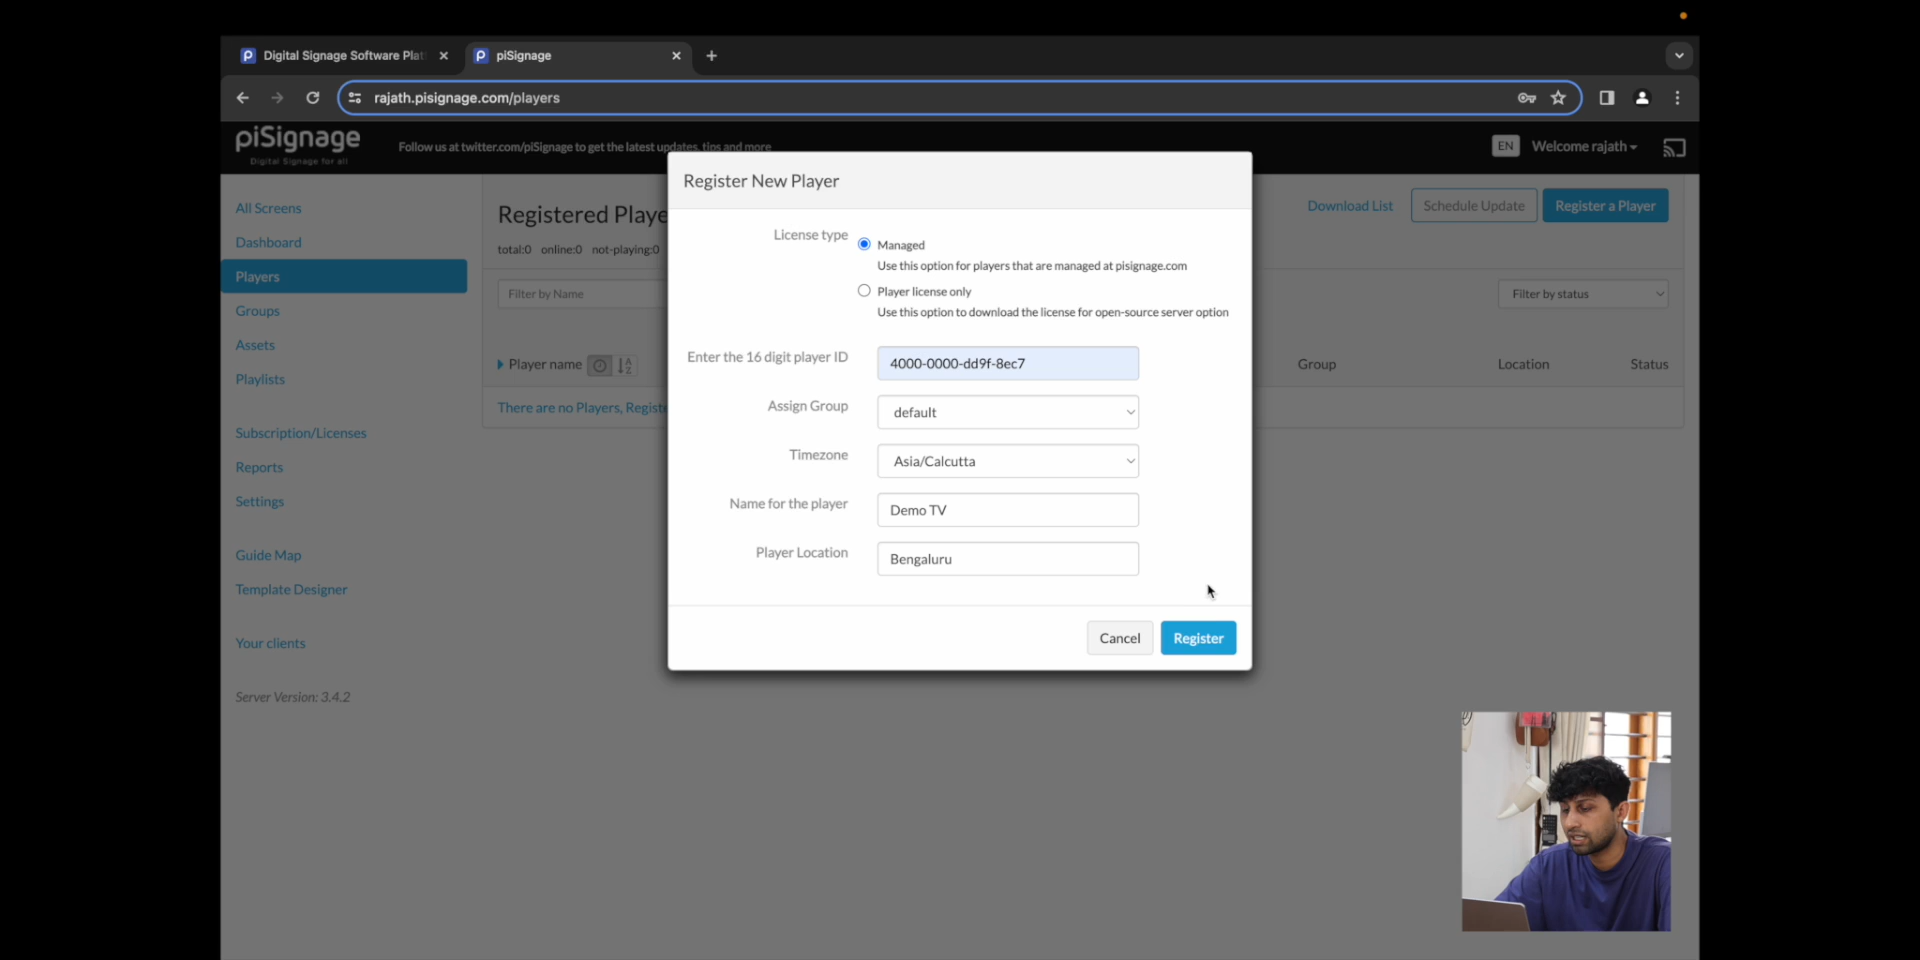 Digital Signage Software Plat
piSignage
rajath.pisignage.com/players
piSignage
Digital Signage for all
Follow us at twitter.com/piSignage to get the latest updates, tips and more
EN
Welcome rajath
All Screens
Dashboard
Players
Groups
Assets
Playlists
Subscription/Licenses
Reports
Settings
Guide Map
Template Designer
Your clients
Server Version: 3.4.2
Registered Playe
Download List
Schedule Update
Register a Player
total:0 online:0 not-playing:0
Filter by Name
Filter by status
Player name
Group
Location
Status
There are no Players, Registe
Register New Player
License type
Managed
Use this option for players that are managed at pisignage.com
Player license only
Use this option to download the license for open-source server option
Enter the 16 digit player ID
4000-0000-dd9f-8ec7
Assign Group
default
Timezone
Asia/Calcutta
Name for the player
Demo TV
Player Location
Bengaluru
Cancel
Register